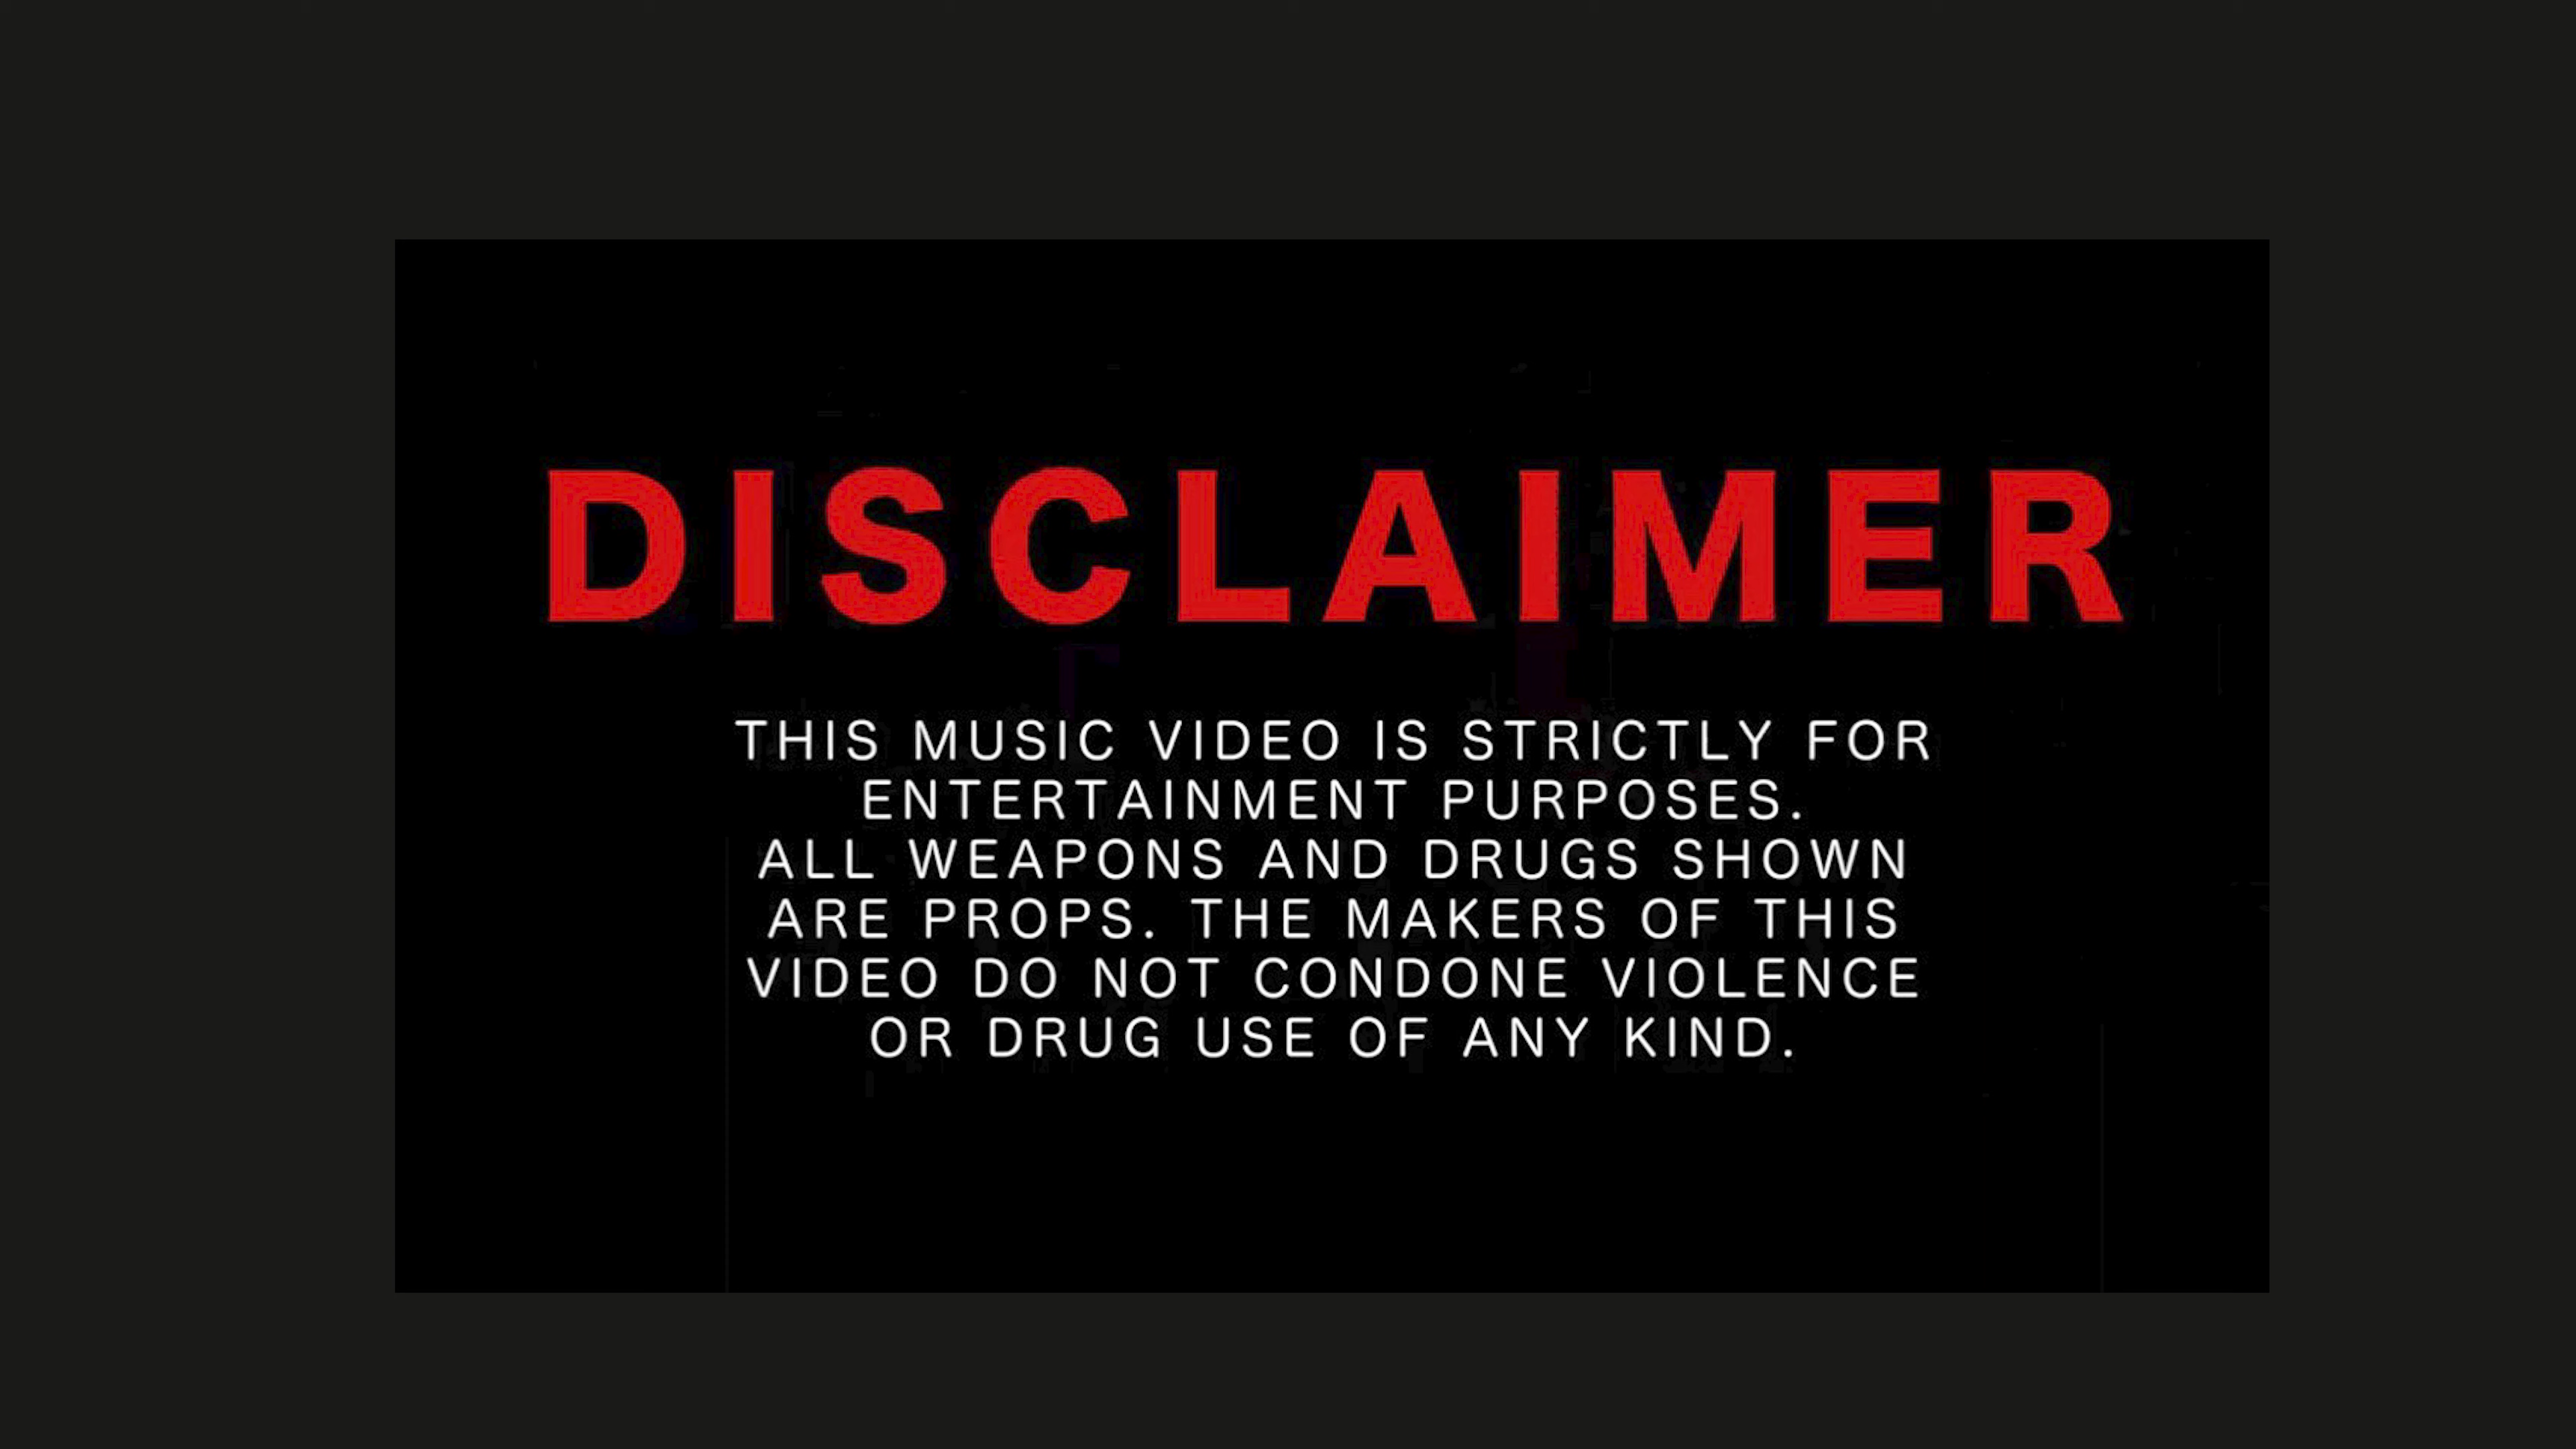 DISCLAIMER
THIS MUSIC VIDEO IS STRICTLY FOR
ENTERTAINMENT PURPOSES.
ALL WEAPONS AND DRUGS SHOWN
ARE PROPS. THE MAKERS OF THIS
VIDEO DO NOT CONDONE VIOLENCE
OR DRUG USE OF ANY KIND.